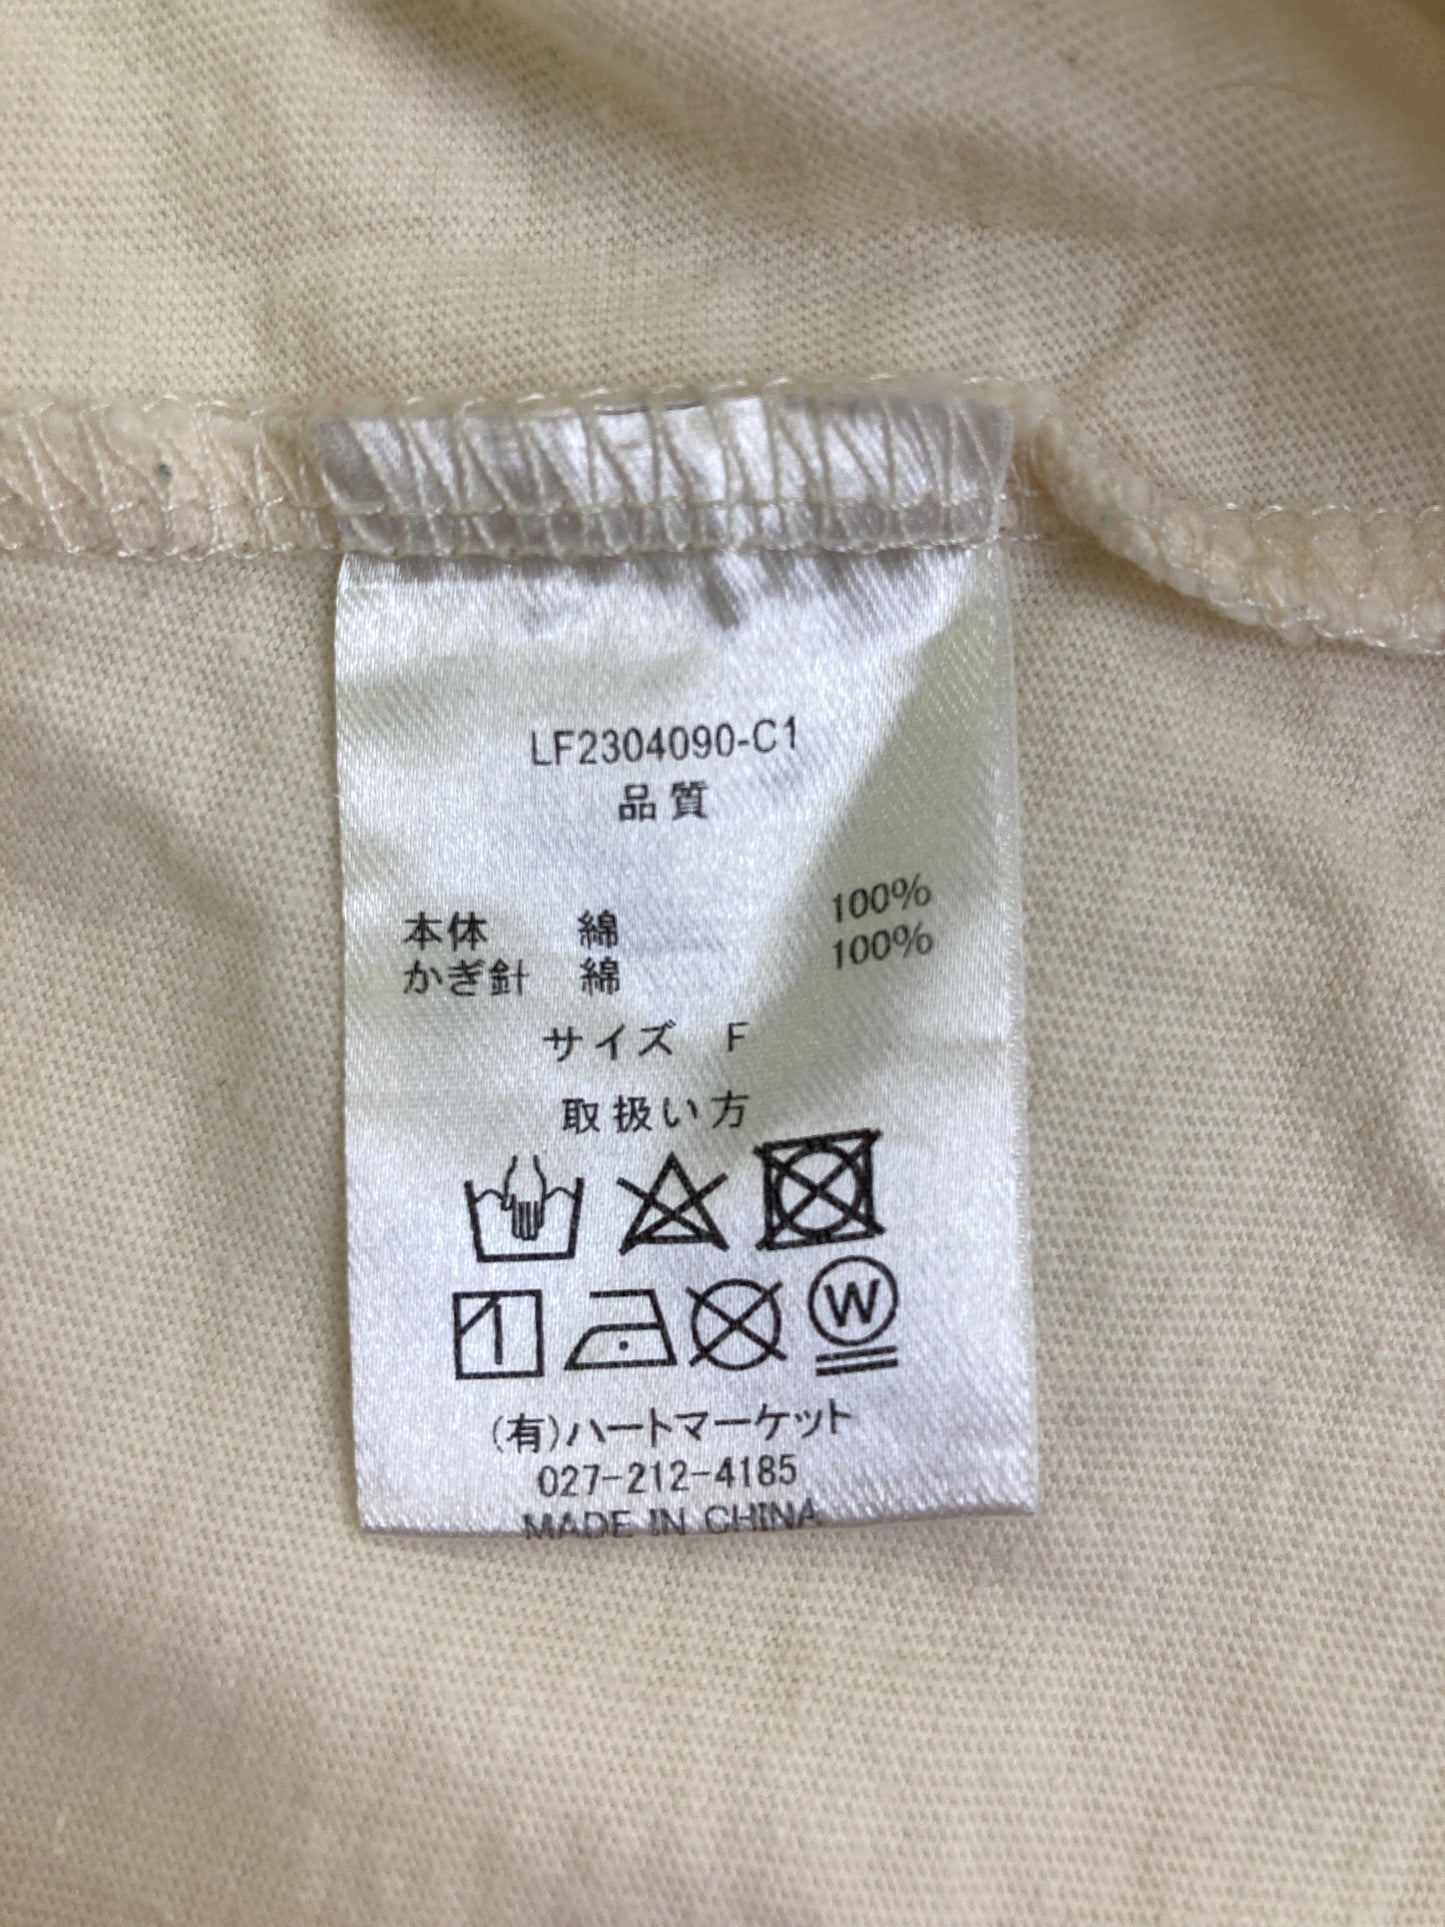 LF2304090-C1
品質
本体 綿 100%
かぎ針 綿 100%
サイズ F
取扱い方
1 W
(有)ハートマーケット
027-212-4185
MADE IN CHINA